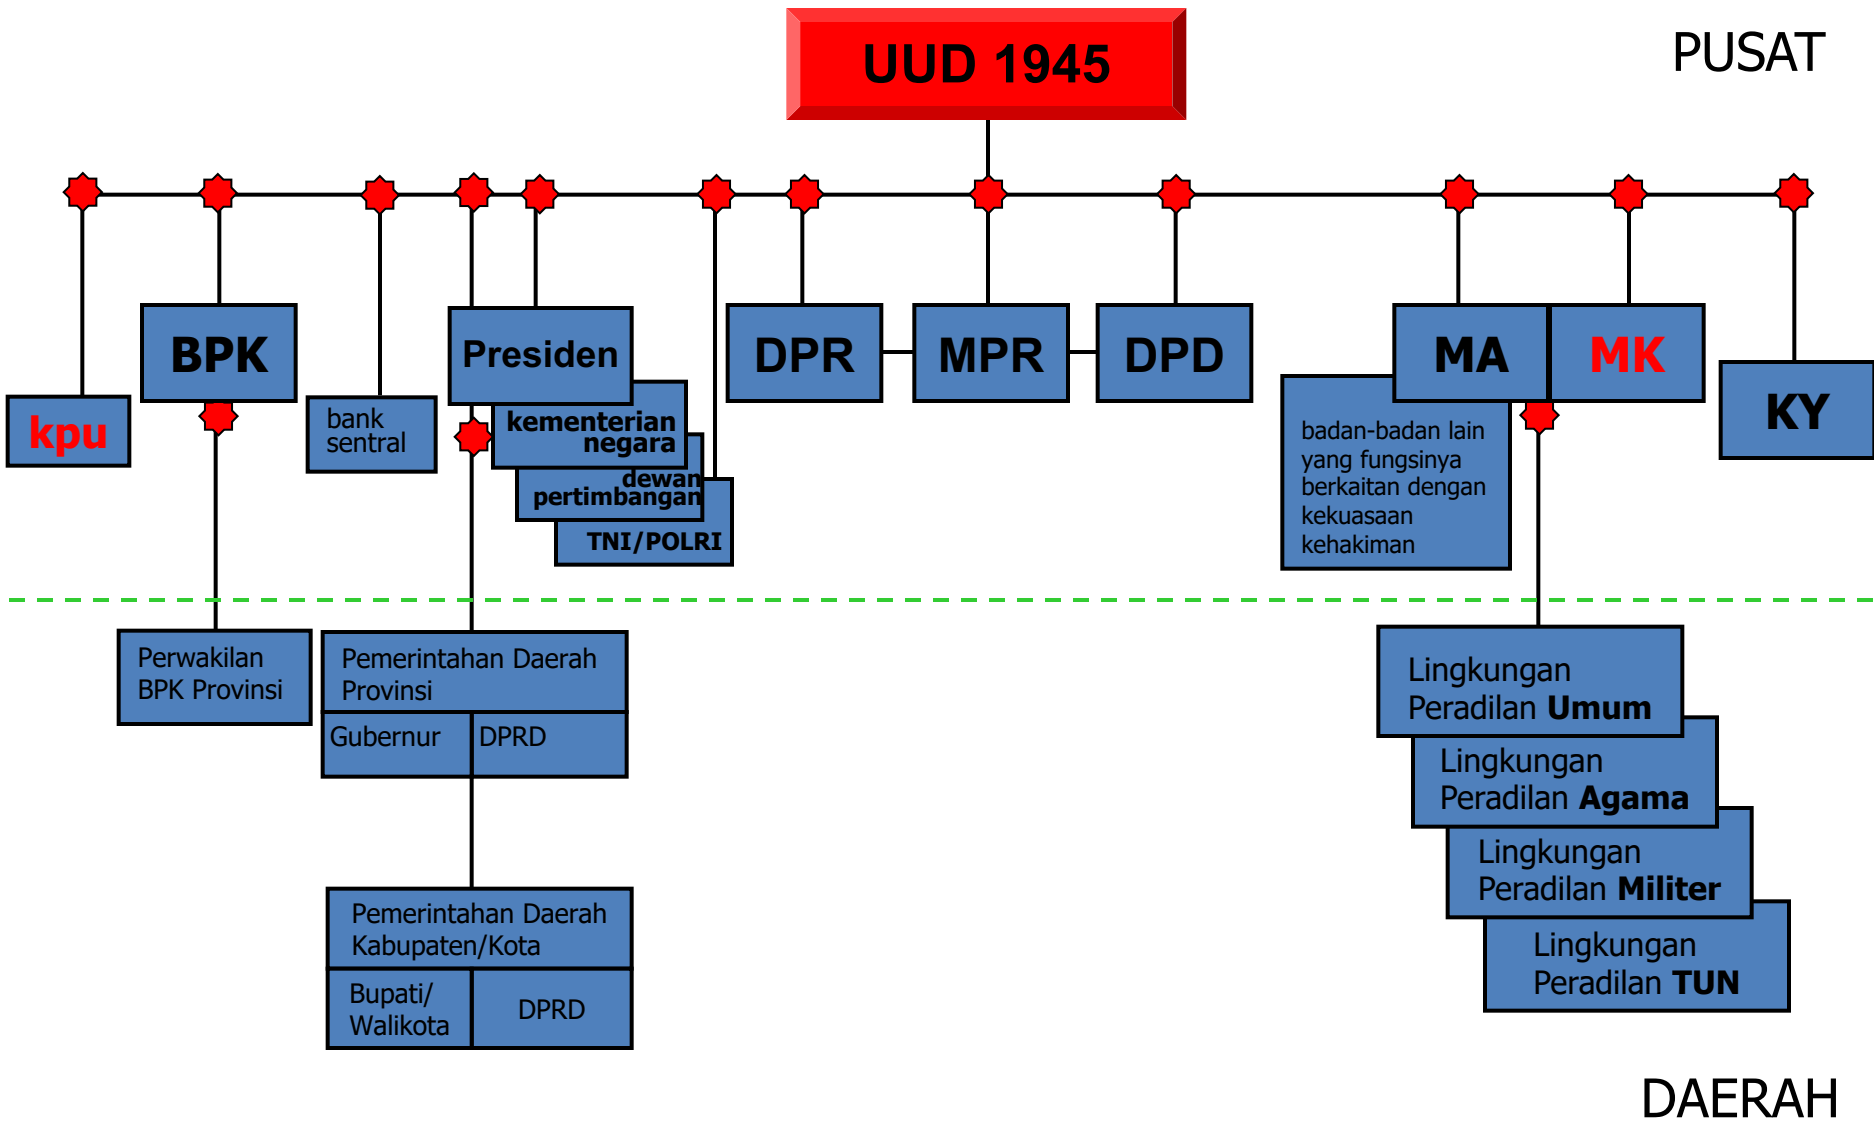 UUD 1945
PUSAT
kpu
BPK
bank
sentral
Presiden
kementerian
negara
dewan
pertimbangan
TNI/POLRI
DPR
MPR
DPD
MA
MK
KY
badan-badan lain
yang fungsinya
berkaitan dengan
kekuasaan
kehakiman
Perwakilan
BPK Provinsi
Pemerintahan Daerah
Provinsi
Gubernur
DPRD
Pemerintahan Daerah
Kabupaten/Kota
Bupati/
Walikota
DPRD
Lingkungan
Peradilan Umum
Lingkungan
Peradilan Agama
Lingkungan
Peradilan Militer
Lingkungan
Peradilan TUN
DAERAH